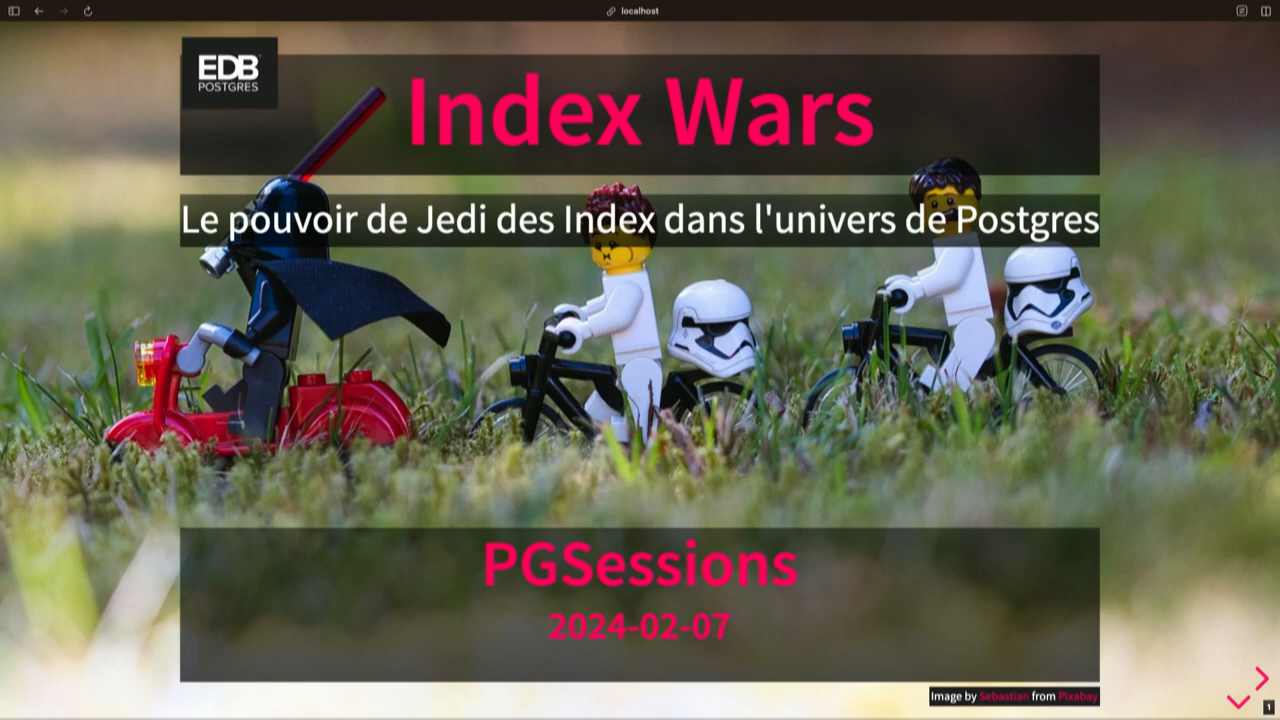 localhost
EDB
POSTGRES
Index Wars
Le pouvoir de Jedi des Index dans l'univers de Postgres
PGSessions
2024-02-07
Image by Sebastian from Pixabay
1